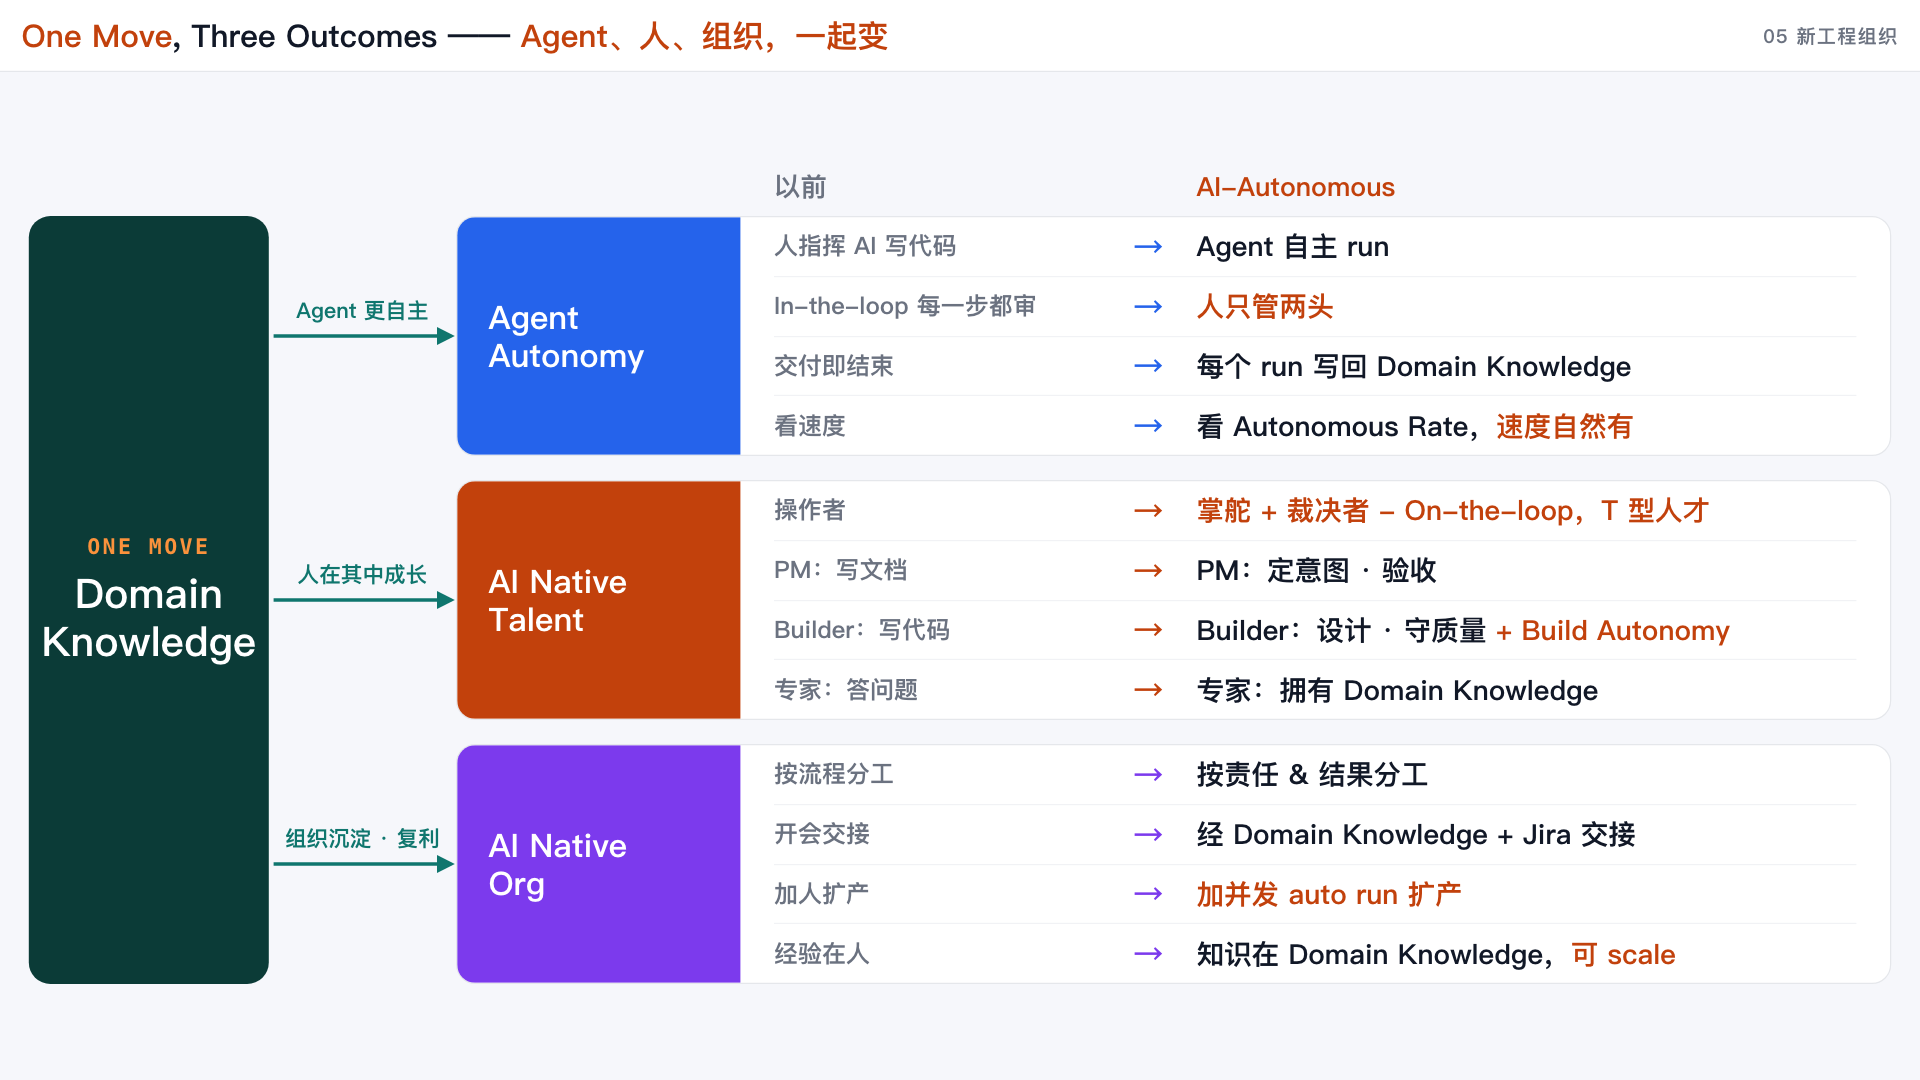 One Move, Three Outcomes —— Agent、人、组织，一起变
05 新工程组织
以前
AI-Autonomous
ONE MOVE
Domain
Knowledge
Agent 更自主
Agent
Autonomy
人指挥 AI 写代码 → Agent 自主 run
In-the-loop 每一步都审 → 人只管两头
交付即结束 → 每个 run 写回 Domain Knowledge
看速度 → 看 Autonomous Rate，速度自然有
人在其中成长
AI Native
Talent
操作者 → 掌舵 + 裁决者 - On-the-loop，T 型人才
PM：写文档 → PM：定意图 · 验收
Builder：写代码 → Builder：设计 · 守质量 + Build Autonomy
专家：答问题 → 专家：拥有 Domain Knowledge
组织沉淀 · 复利
AI Native
Org
按流程分工 → 按责任 & 结果分工
开会交接 → 经 Domain Knowledge + Jira 交接
加人扩产 → 加并发 auto run 扩产
经验在人 → 知识在 Domain Knowledge，可 scale